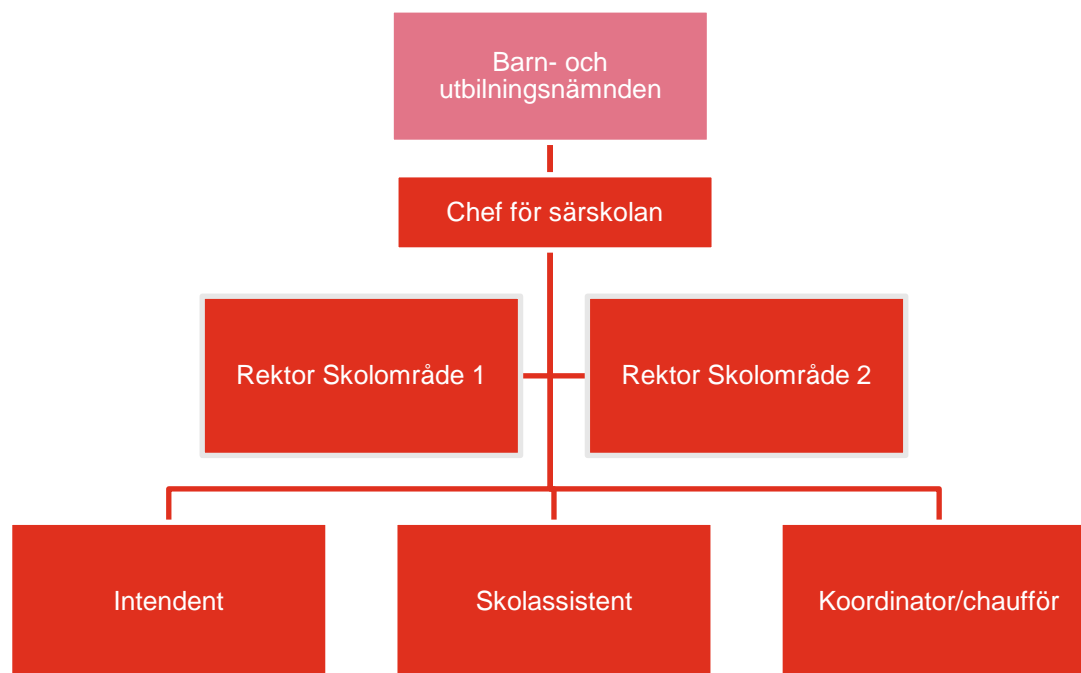 Barn- och
utbilningsnämnden
Chef för särskolan
Rektor Skolområde 1
Rektor Skolområde 2
Intendent
Skolassistent
Koordinator/chaufför